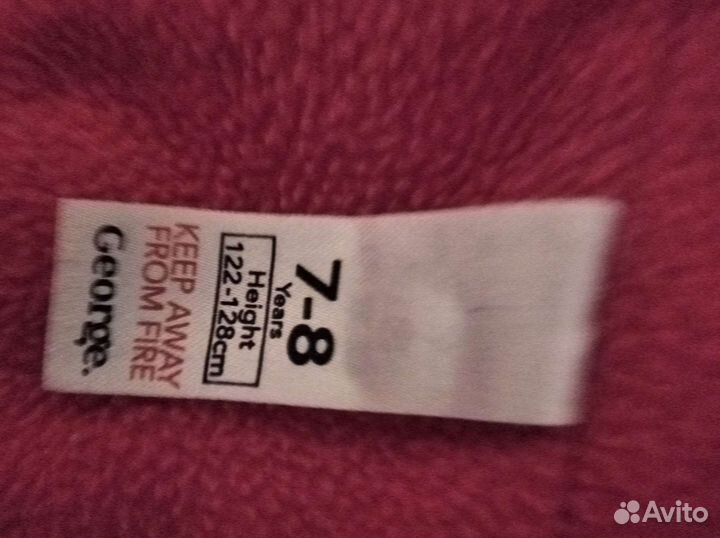 7-8
Years
Height
122-128cm
KEEP AWAY
FROM FIRE
George.
Avito